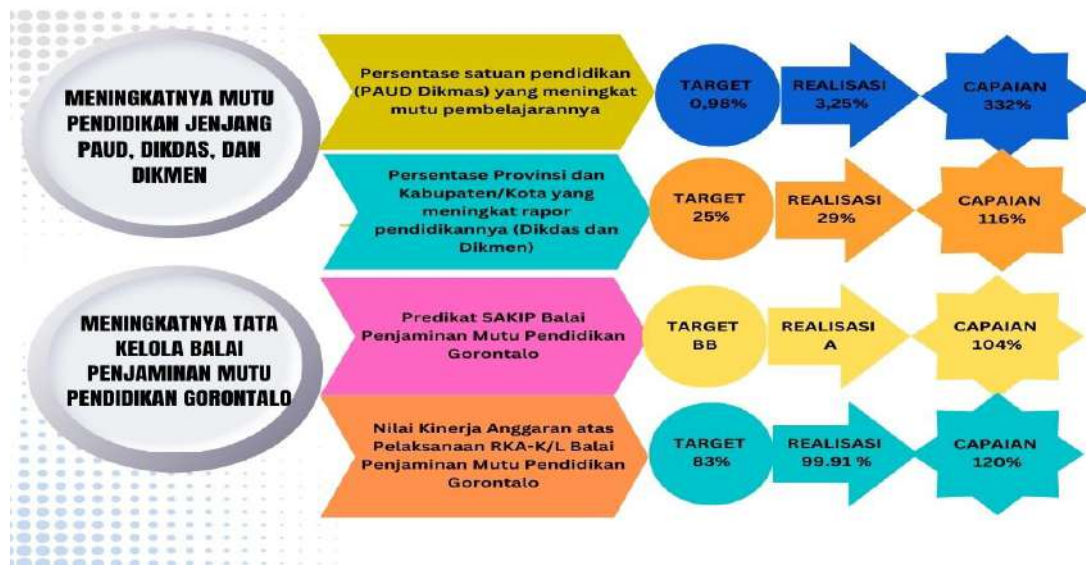 MENINGKATNYA MUTU
PENDIDIKAN JENJANG
PAUD, DIKDAS, DAN
DIKMEN
Persentase satuan pendidikan
(PAUD Dikmas) yang meningkat
mutu pembelajarannya
TARGET
0,98%
REALISASI
3,25%
CAPAIAN
332%
Persentase Provinsi dan
Kabupaten/Kota yang
meningkat rapor
pendidikannya (Dikdas dan
Dikmen)
TARGET
25%
REALISASI
29%
CAPAIAN
116%
MENINGKATNYA TATA
KELOLA BALAI
PENJAMINAN MUTU
PENDIDIKAN GORONTALO
Predikat SAKIP Balai
Penjaminan Mutu Pendidikan
Gorontalo
TARGET
BB
REALISASI
A
CAPAIAN
104%
Nilai Kinerja Anggaran atas
Pelaksanaan RKA-K/L Balai
Penjaminan Mutu Pendidikan
Gorontalo
TARGET
83%
REALISASI
99.91 %
CAPAIAN
120%